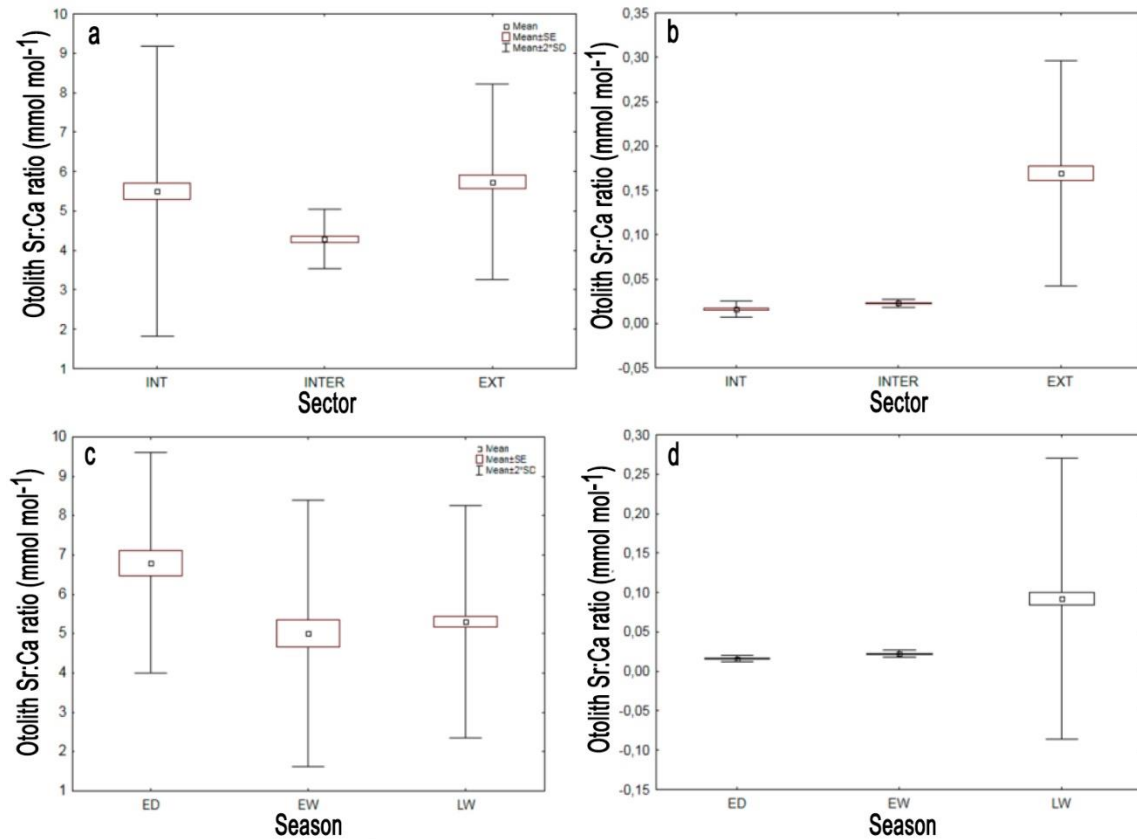 a
Otolith Sr:Ca ratio (mmol mol-1)
10
9
8
7
6
5
4
3
2
1
Mean
Mean±SE
Mean±2*SD
INT
INTER
EXT
Sector
b
Otolith Sr:Ca ratio (mmol mol-1)
0,35
0,30
0,25
0,20
0,15
0,10
0,05
0,00
-0,05
INT
INTER
EXT
Sector
c
Otolith Sr:Ca ratio (mmol mol-1)
10
9
8
7
6
5
4
3
2
1
Mean
Mean±SE
Mean±2*SD
ED
EW
LW
Season
d
Otolith Sr:Ca ratio (mmol mol-1)
0,30
0,25
0,20
0,15
0,10
0,05
0,00
-0,05
-0,10
-0,15
ED
EW
LW
Season